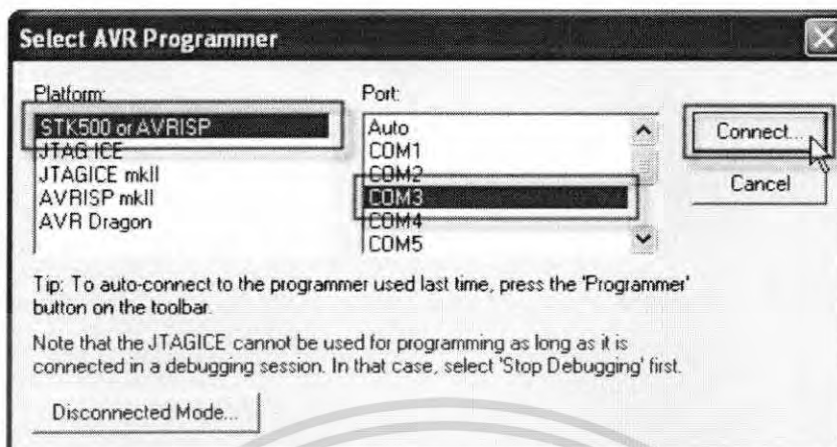 Select AVR Programmer
Platform:
STK500 or AVRISP
JTAG ICE
JTAGICE mkII
AVRISP mkII
AVR Dragon
Port:
Auto
COM1
COM2
COM3
COM4
COM5
Connect...
Cancel
Tip: To auto-connect to the programmer used last time, press the 'Programmer'
button on the toolbar.
Note that the JTAGICE cannot be used for programming as long as it is
connected in a debugging session. In that case, select 'Stop Debugging' first.
Disconnected Mode...